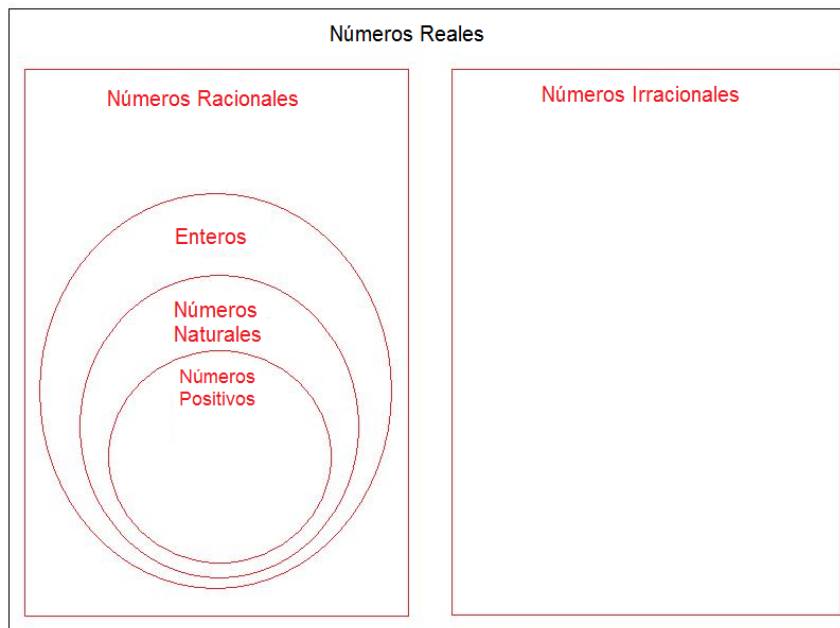 Números Reales
Números Racionales
Números Irracionales
Enteros
Números
Naturales
Números
Positivos